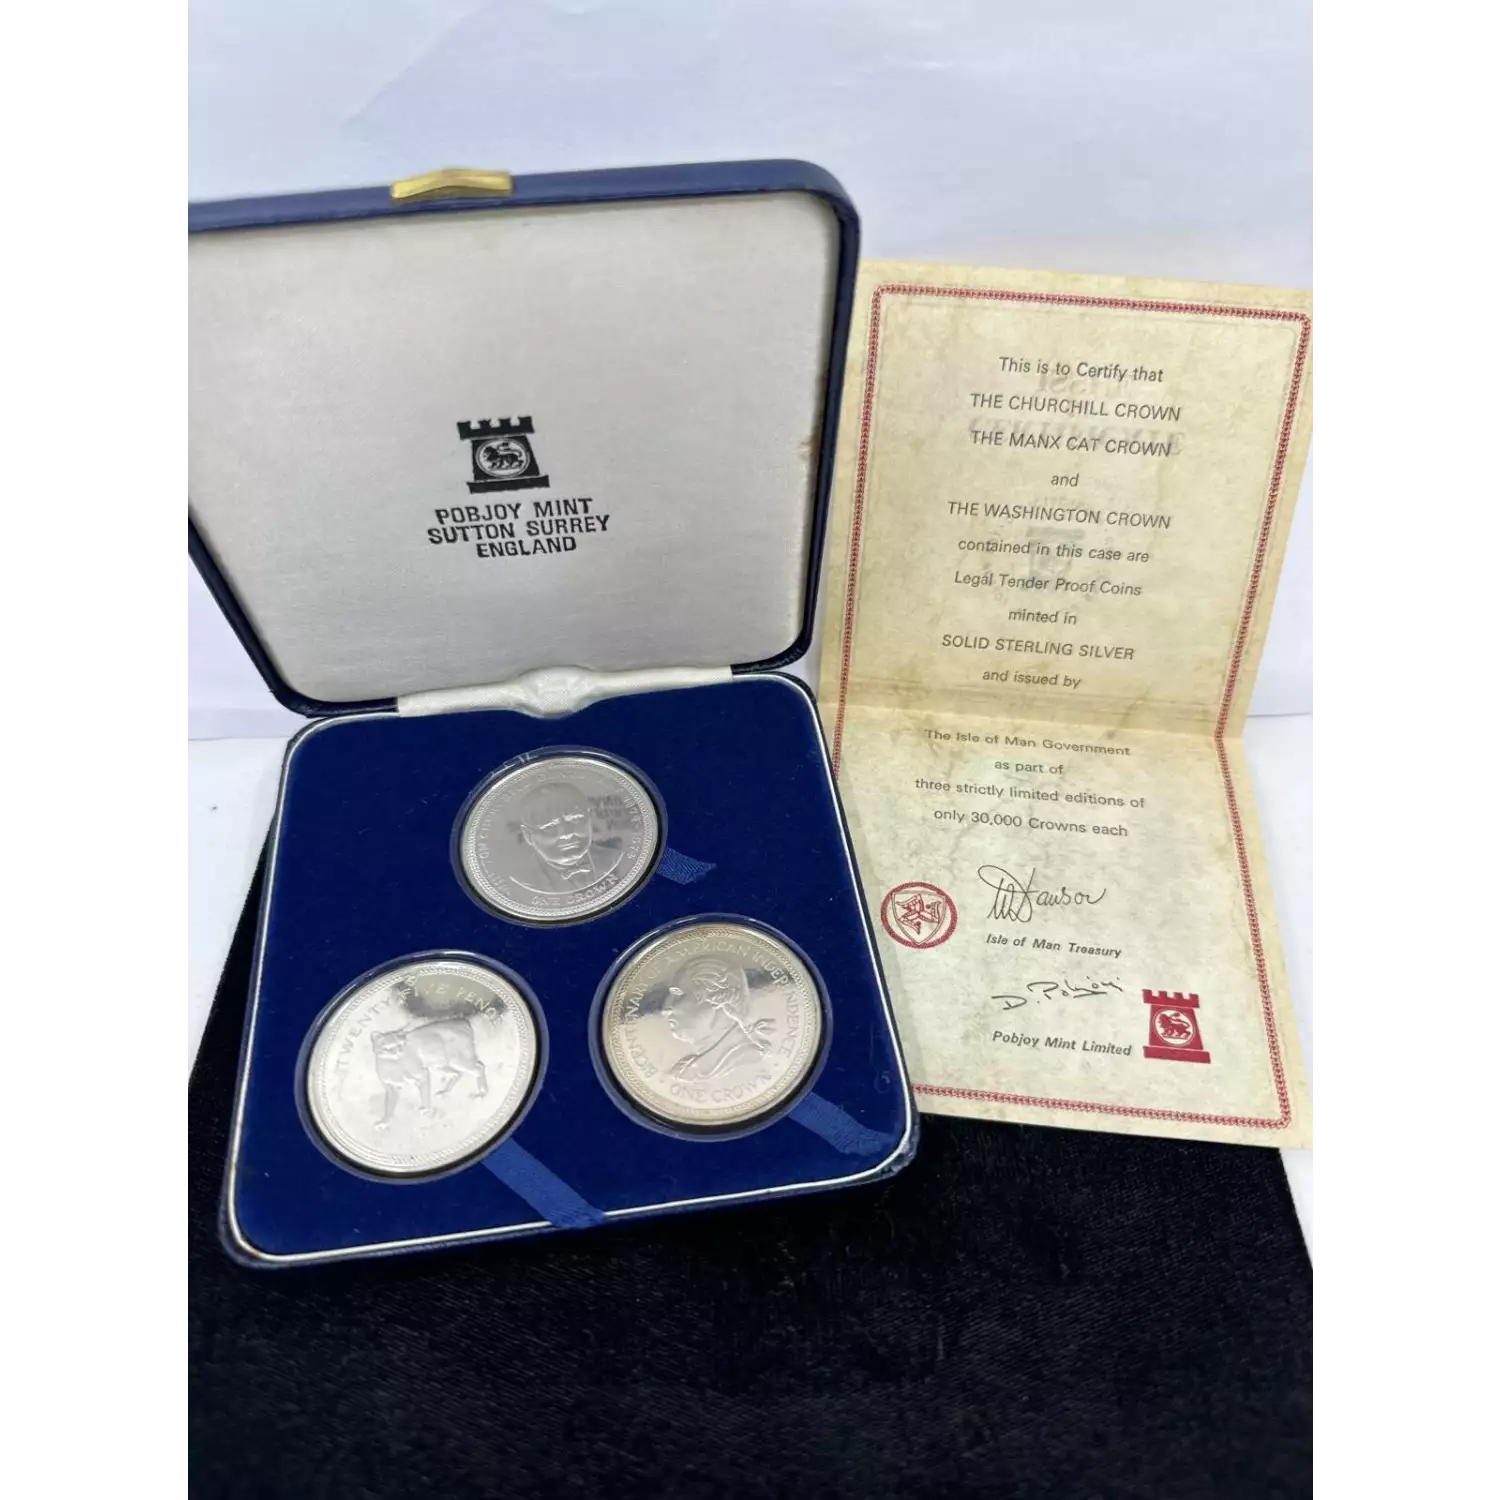 POBJOY MINT
SUTTON SURREY
ENGLAND
ONE CROWN
TWENTY FIVE PENCE
BICENTENARY OF AMERICAN INDEPENDENCE
ONE CROWN
This is to Certify that
THE CHURCHILL CROWN
THE MANX CAT CROWN
and
THE WASHINGTON CROWN
contained in this case are
Legal Tender Proof Coins
minted in
SOLID STERLING SILVER
and issued by
The Isle of Man Government
as part of
three strictly limited editions of
only 30,000 Crowns each
Isle of Man Treasury
D. Pobjoy
Pobjoy Mint Limited